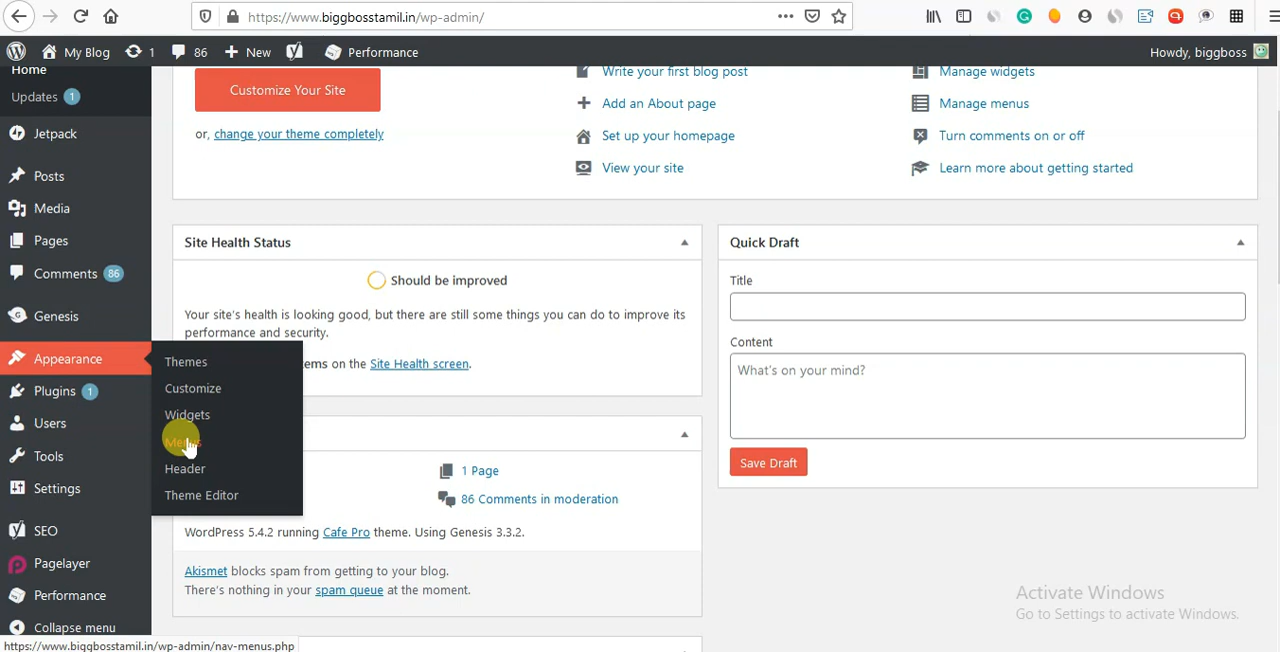 https://www.biggbosstamil.in/wp-admin/
My Blog 1 86 New Performance Howdy, biggboss
Home
Updates 1
Jetpack
Posts
Media
Pages
Comments 86
Genesis
Appearance
Plugins 1
Users
Tools
Settings
SEO
Pagelayer
Performance
Collapse menu
Themes
Customize
Widgets
Menus
Header
Theme Editor
Customize Your Site
or, change your theme completely
Write your first blog post
Add an About page
Set up your homepage
View your site
Manage widgets
Manage menus
Turn comments on or off
Learn more about getting started
Site Health Status
Should be improved
Your site's health is looking good, but there are still some things you can do to improve its
performance and security.
ems on the Site Health screen.
1 Page
86 Comments in moderation
WordPress 5.4.2 running Cafe Pro theme. Using Genesis 3.3.2.
Akismet blocks spam from getting to your blog.
There's nothing in your spam queue at the moment.
Quick Draft
Title
Content
What's on your mind?
Save Draft
Activate Windows
Go to Settings to activate Windows.
https://www.biggbosstamil.in/wp-admin/nav-menus.php